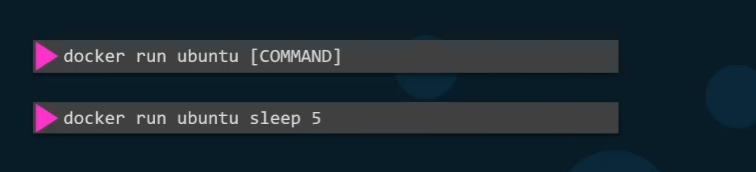 docker run ubuntu [COMMAND]
docker run ubuntu sleep 5